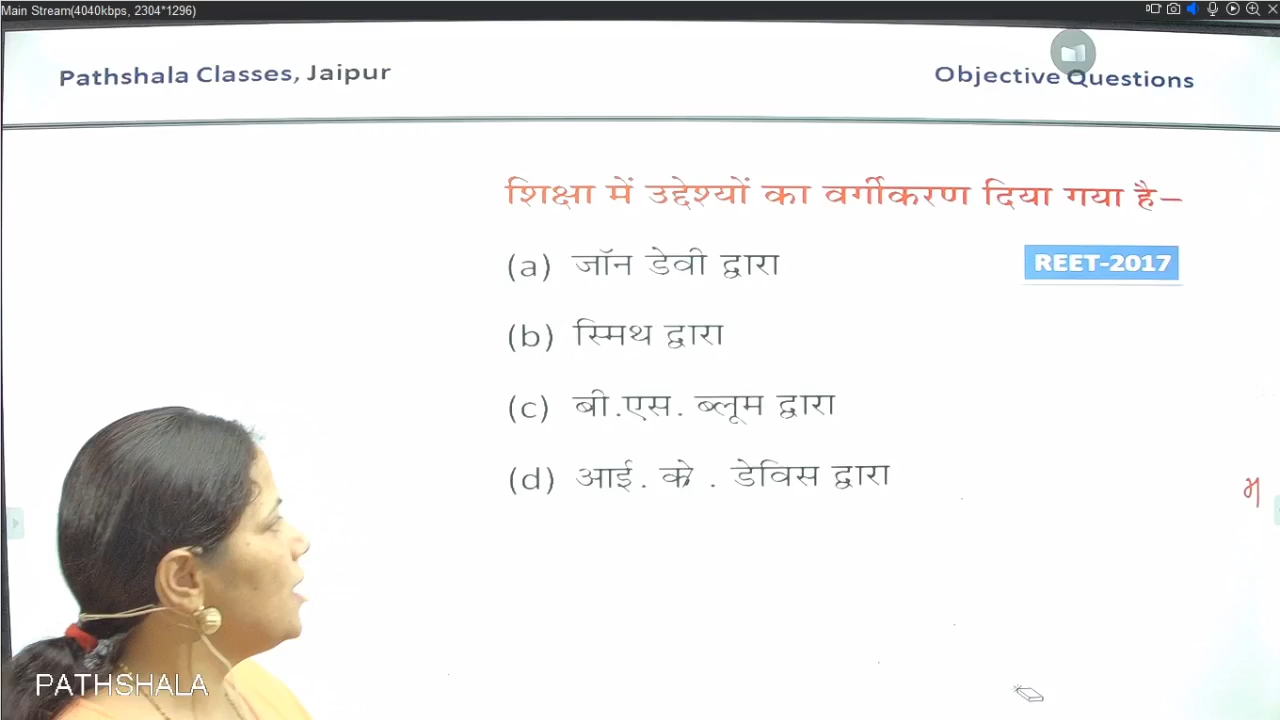 Main Stream(4040kbps, 2304*1296)
Pathshala Classes, Jaipur
Objective Questions
शिक्षा में उद्देश्यों का वर्गीकरण दिया गया है–
(a) जॉन डेवी द्वारा
REET-2017
(b) स्मिथ द्वारा
(c) बी.एस. ब्लूम द्वारा
(d) आई. के . डेविस द्वारा
म
PATHSHALA